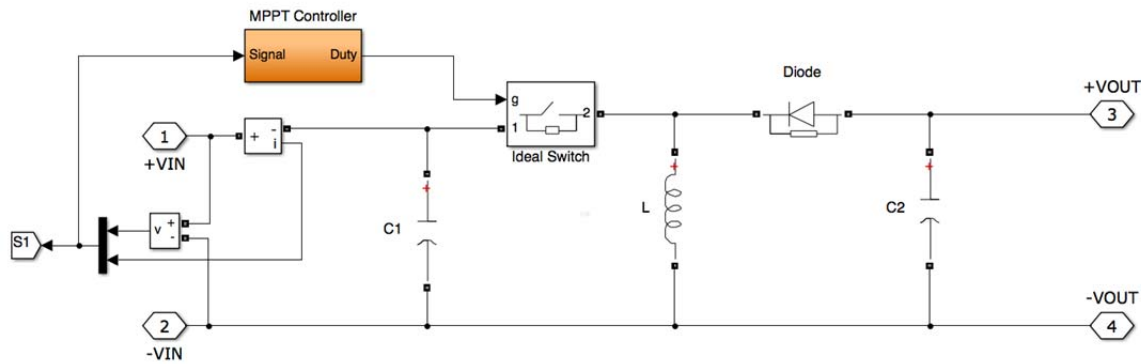 MPPT Controller
Signal Duty
Diode
+VOUT
g
2
3
1
+ - i
1
Ideal Switch
+VIN
+
L
+
C1
C2
v + -
S1
-VOUT
2
4
-VIN